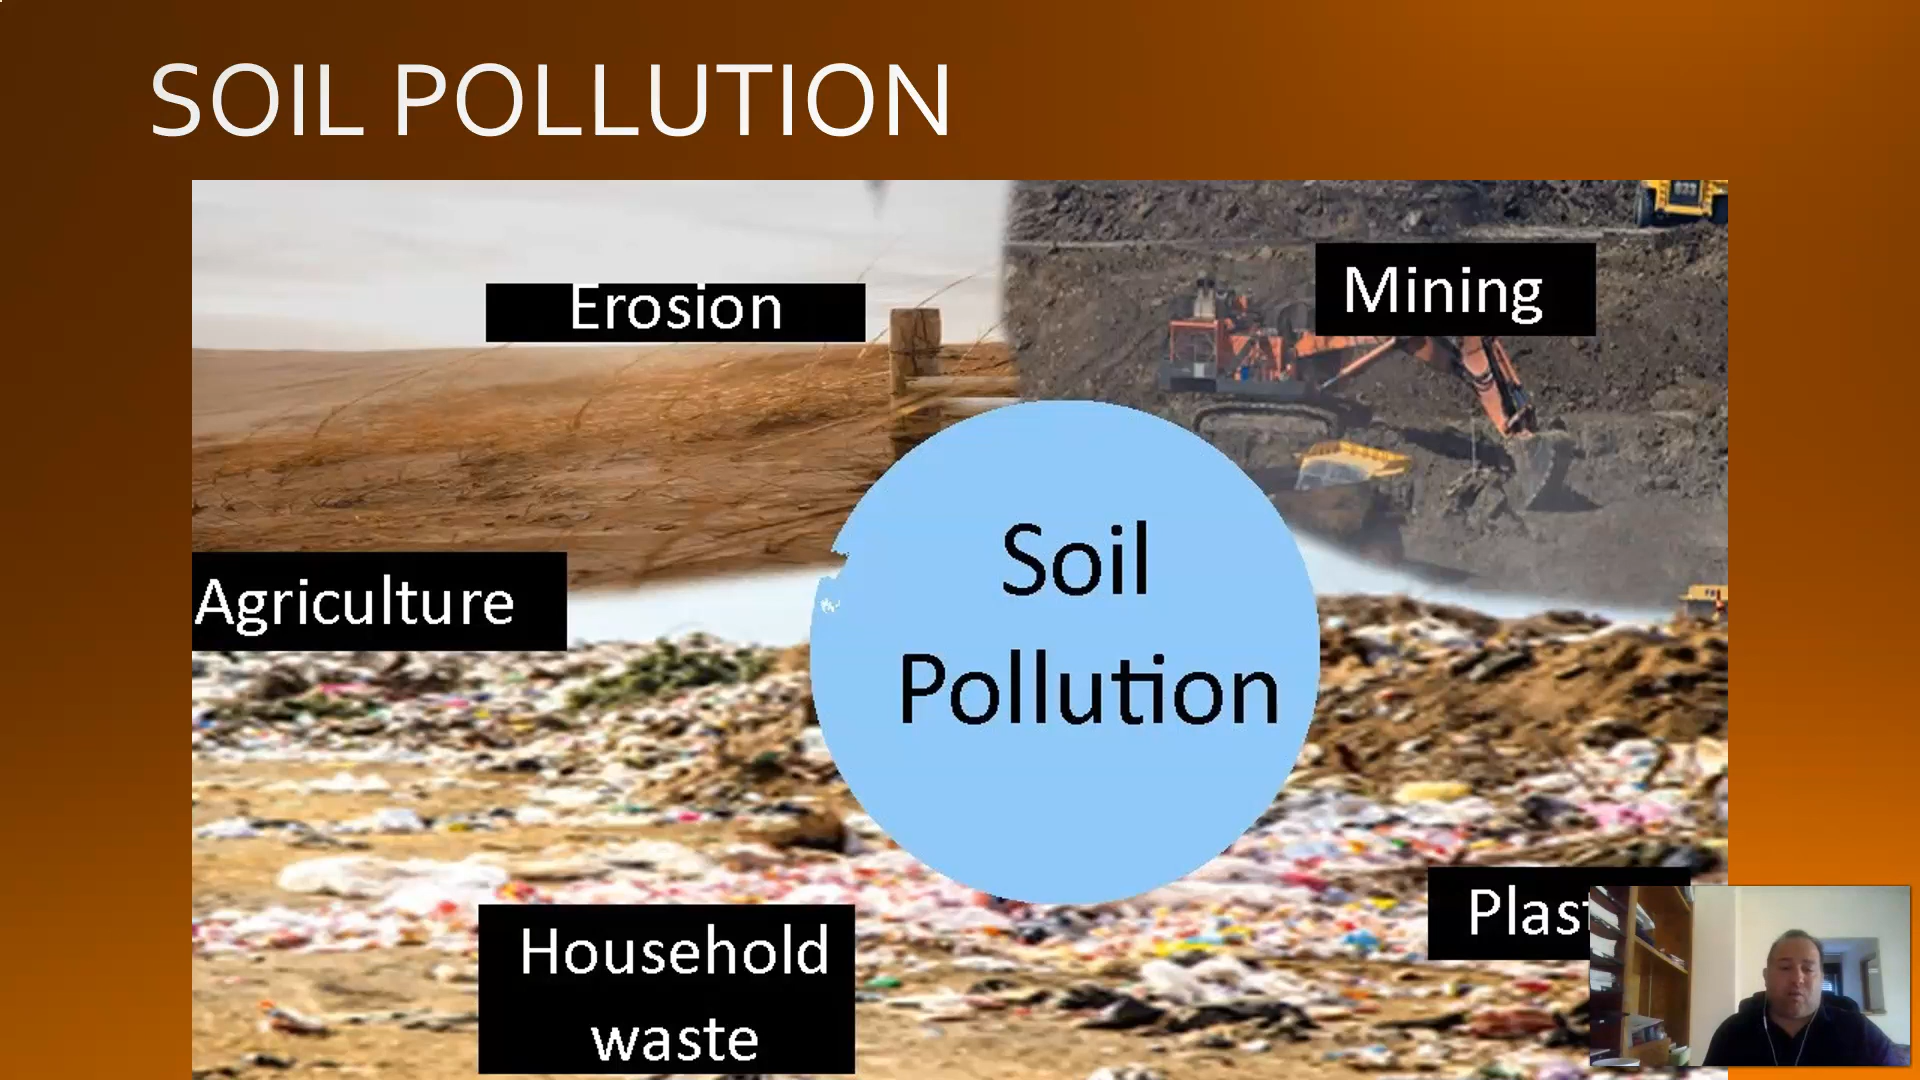 SOIL POLLUTION
Erosion
Mining
Agriculture
Soil
Pollution
Household
waste